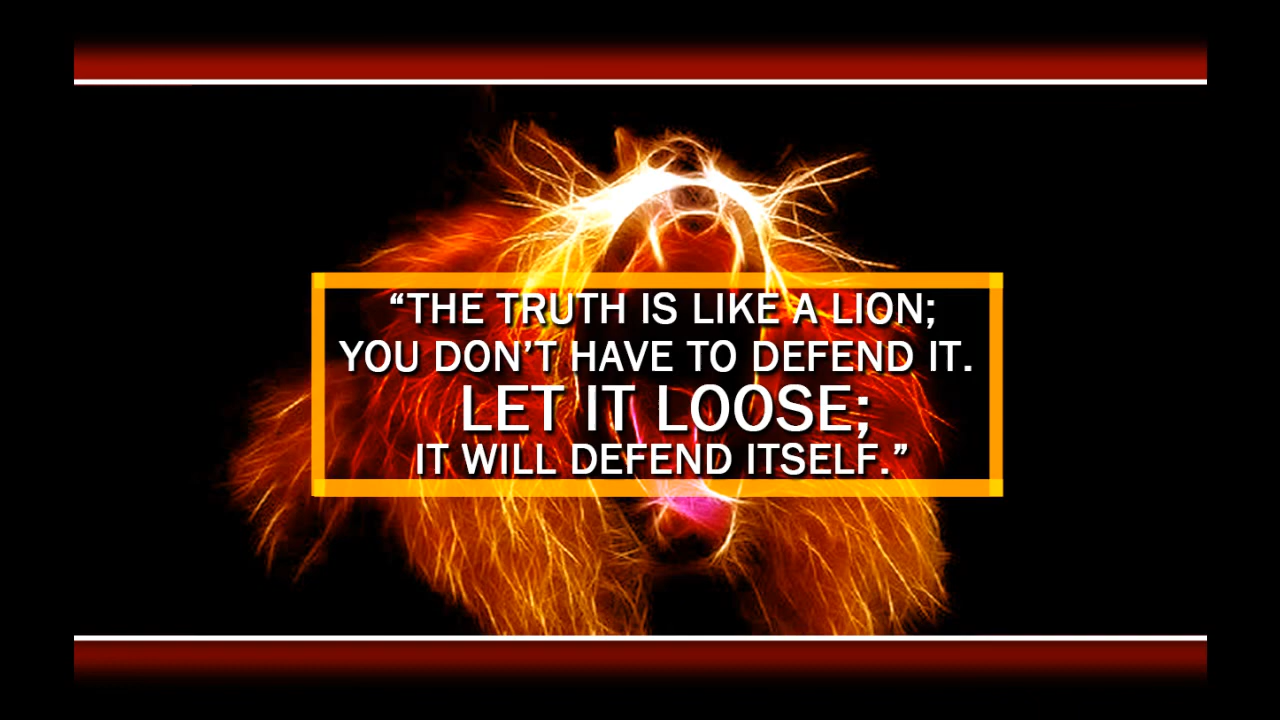 “THE TRUTH IS LIKE A LION;
YOU DON’T HAVE TO DEFEND IT.
LET IT LOOSE;
IT WILL DEFEND ITSELF.”